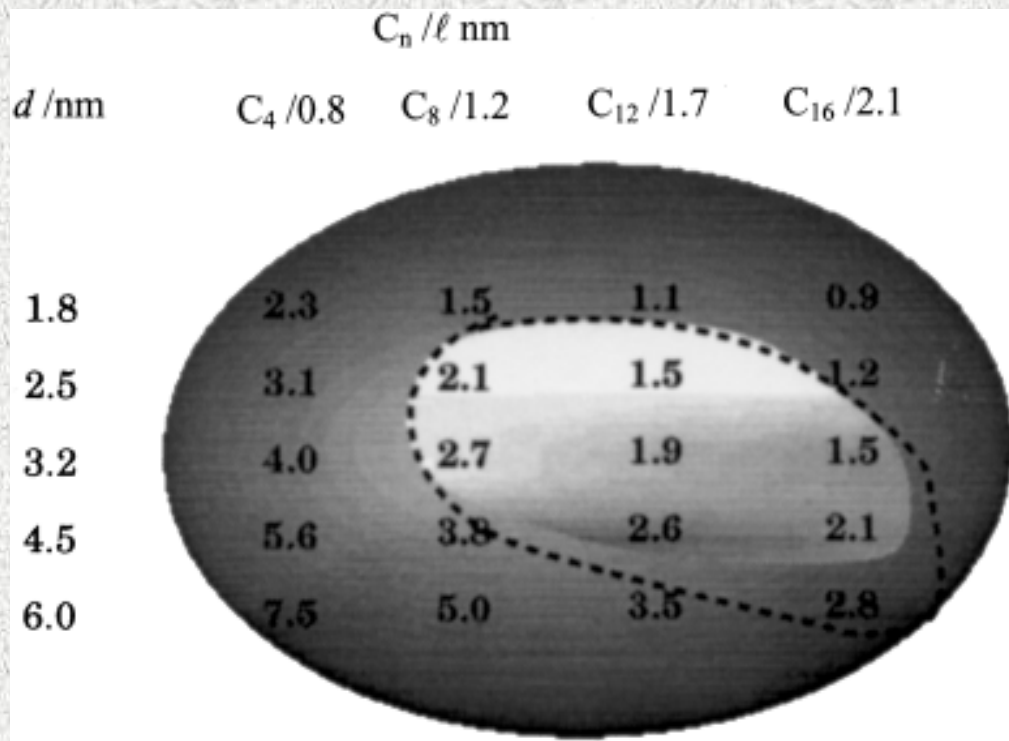 Cₙ /ℓ nm
d /nm C₄ /0.8 C₈ /1.2 C₁₂ /1.7 C₁₆ /2.1
1.8 2.3 1.5 1.1 0.9
2.5 3.1 2.1 1.5 1.2
3.2 4.0 2.7 1.9 1.5
4.5 5.6 3.8 2.6 2.1
6.0 7.5 5.0 3.5 2.8